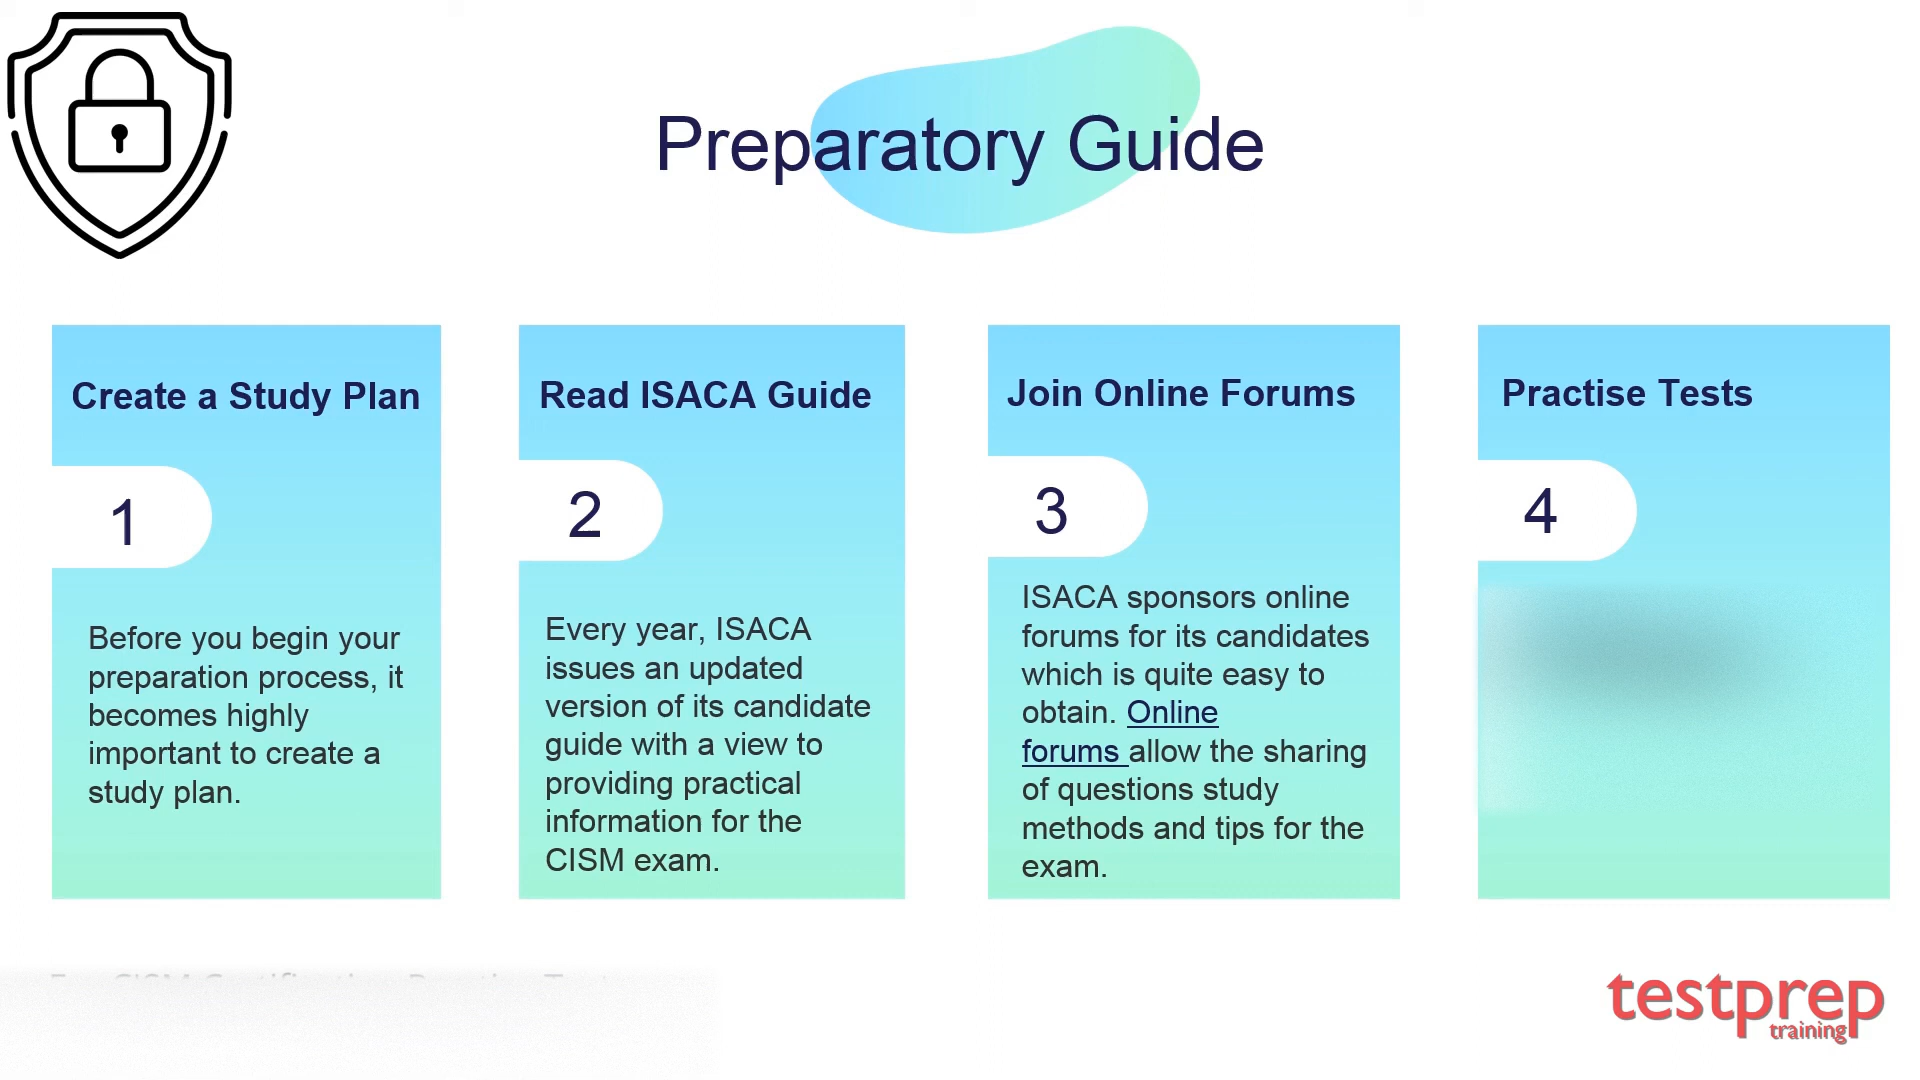 Preparatory Guide
Create a Study Plan
1
Before you begin your
preparation process, it
becomes highly
important to create a
study plan.
Read ISACA Guide
2
Every year, ISACA
issues an updated
version of its candidate
guide with a view to
providing practical
information for the
CISM exam.
Join Online Forums
3
ISACA sponsors online
forums for its candidates
which is quite easy to
obtain. Online
forums allow the sharing
of questions study
methods and tips for the
exam.
Practise Tests
4
testprep
training